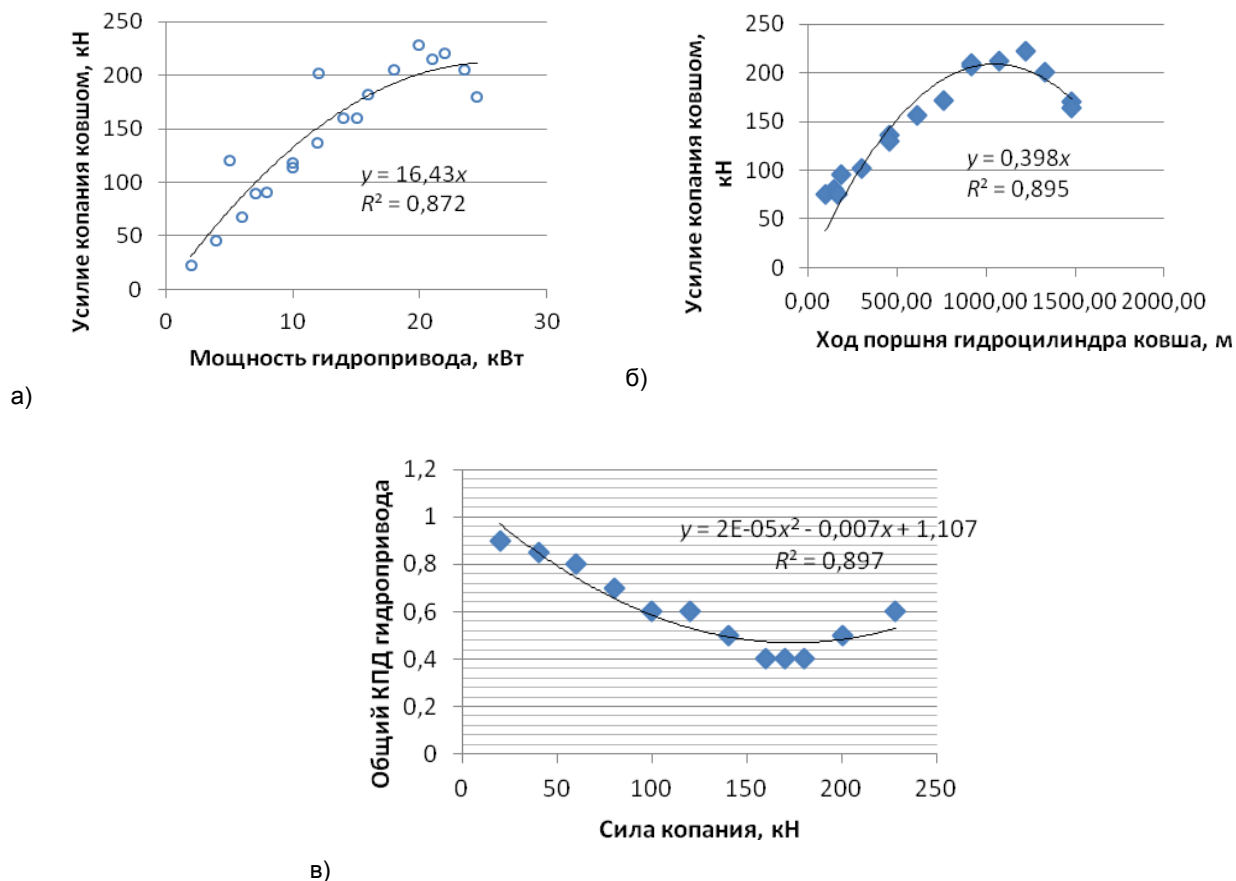 250
200
150
100
50
0
Усилие копания ковшом, кН
y = 16,43x
R² = 0,872
0 10 20 30
Мощность гидропривода, кВт
а)
250
200
150
100
50
0
Усилие копания ковшом,
кН
y = 0,398x
R² = 0,895
0,00 500,00 1000,00 1500,00 2000,00
Ход поршня гидроцилиндра ковша, м
б)
1,2
1
0,8
0,6
0,4
0,2
0
Общий КПД гидропривода
y = 2E-05x² - 0,007x + 1,107
R² = 0,897
0 50 100 150 200 250
Сила копания, кН
в)